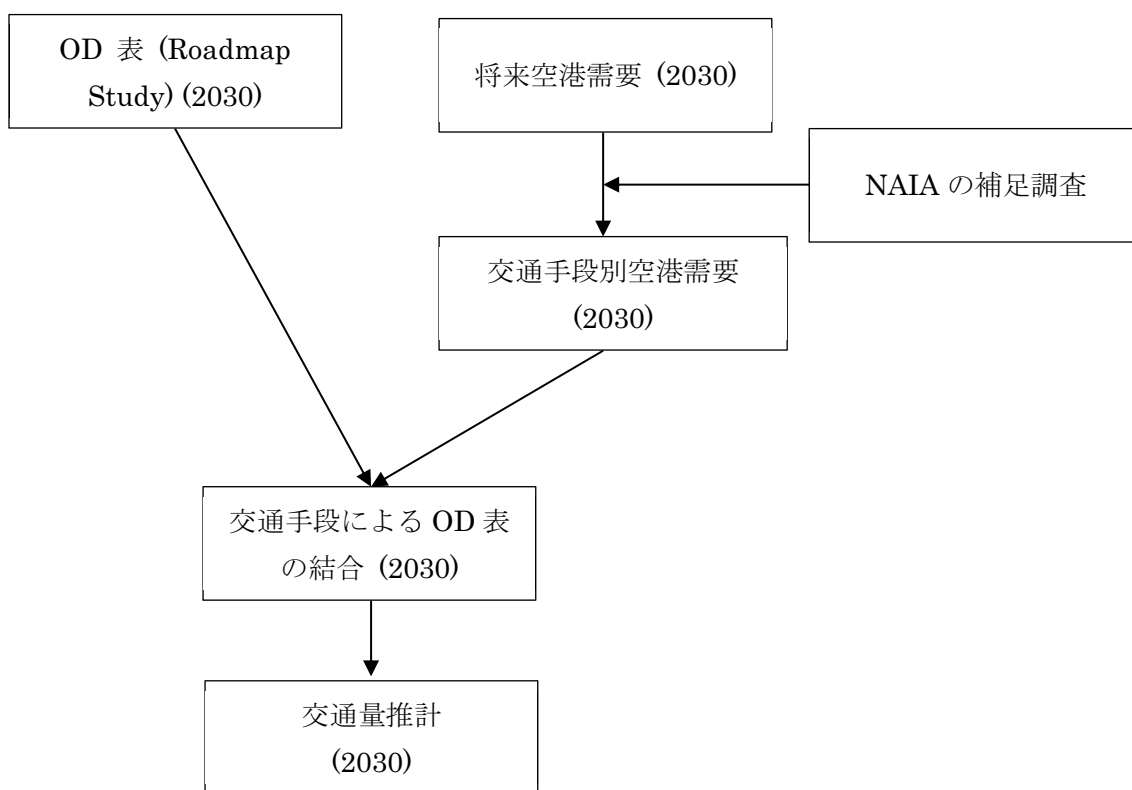 OD 表 (Roadmap
Study) (2030)
将来空港需要 (2030)
NAIA の補足調査
交通手段別空港需要
(2030)
交通手段による OD 表
の結合 (2030)
交通量推計
(2030)